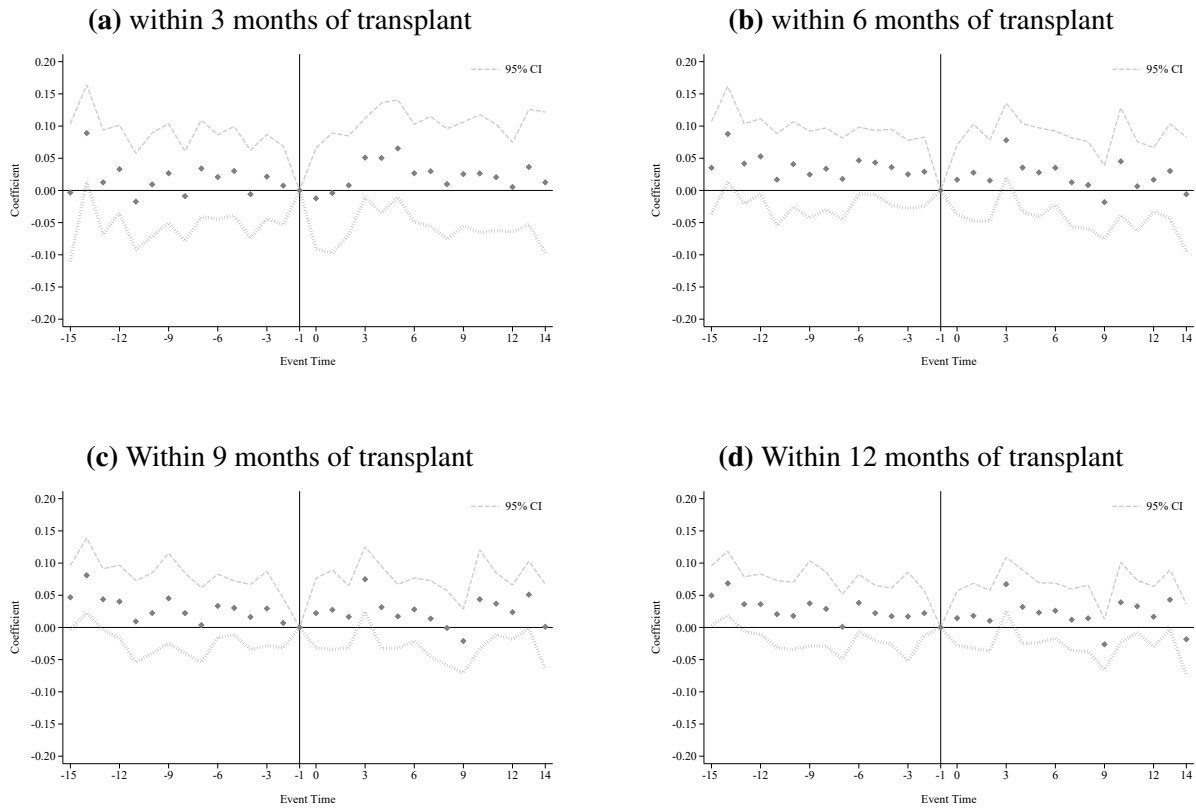 (a) within 3 months of transplant
0.20
0.15
0.10
0.05
0.00
-0.05
-0.10
-0.15
-0.20
Coefficient
95% CI
-15 -12 -9 -6 -3 -1 0 3 6 9 12 14
Event Time
(b) within 6 months of transplant
0.20
0.15
0.10
0.05
0.00
-0.05
-0.10
-0.15
-0.20
Coefficient
95% CI
-15 -12 -9 -6 -3 -1 0 3 6 9 12 14
Event Time
(c) Within 9 months of transplant
0.20
0.15
0.10
0.05
0.00
-0.05
-0.10
-0.15
-0.20
Coefficient
95% CI
-15 -12 -9 -6 -3 -1 0 3 6 9 12 14
Event Time
(d) Within 12 months of transplant
0.20
0.15
0.10
0.05
0.00
-0.05
-0.10
-0.15
-0.20
Coefficient
95% CI
-15 -12 -9 -6 -3 -1 0 3 6 9 12 14
Event Time